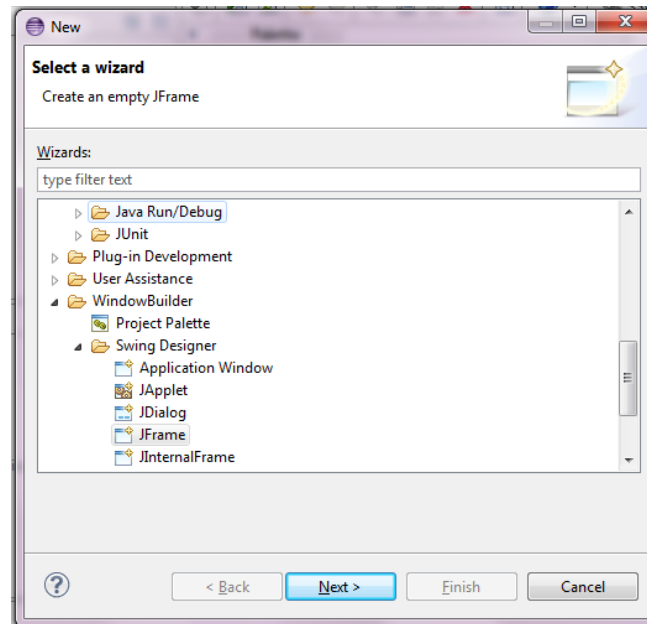 New
Select a wizard
Create an empty JFrame
Wizards:
type filter text
Java Run/Debug
JUnit
Plug-in Development
User Assistance
WindowBuilder
Project Palette
Swing Designer
Application Window
JApplet
JDialog
JFrame
JInternalFrame
< Back Next > Finish Cancel